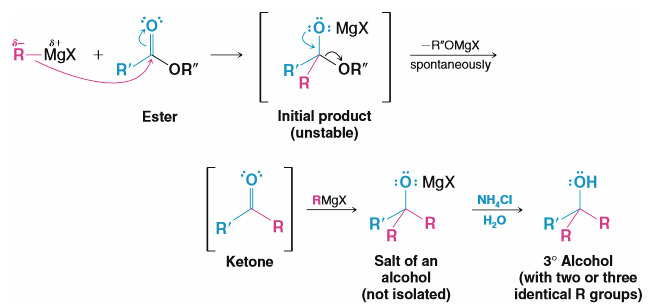 δ− δ+
R—MgX + :O: R′ OR″ :Ö: MgX R′ R OR″ −R″OMgX
spontaneously
Ester
Initial product
(unstable)
:O: R′ R RMgX :Ö: MgX R′ R R NH₄Cl
H₂O
:ÖH R′ R R
Ketone
Salt of an
alcohol
(not isolated)
3° Alcohol
(with two or three
identical R groups)